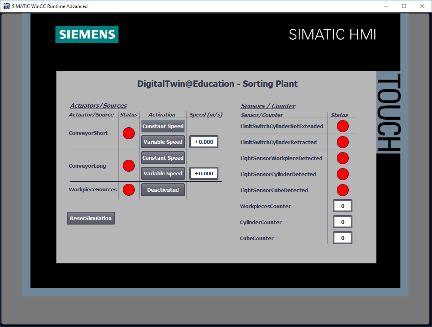 SIMATIC WinCC Runtime Advanced
SIEMENS
SIMATIC HMI
TOUCH
DigitalTwin@Education - Sorting Plant
Actuators/Sources
Actuator/Source Status Activation Speed [m/s]
ConveyorShort
Constant Speed
Variable Speed +0.000
ConveyorLong
Constant Speed
Variable Speed +0.000
WorkpieceSources Deactivated
ResetSimulation
Sensors / Counter
Sensor/Counter Status
LimitSwitchCylinderNotExtended
LimitSwitchCylinderRetracted
LightSensorWorkpieceDetected
LightSensorCylinderDetected
LightSensorCubeDetected
WorkpiecesCounter 0
CylinderCounter 0
CubeCounter 0